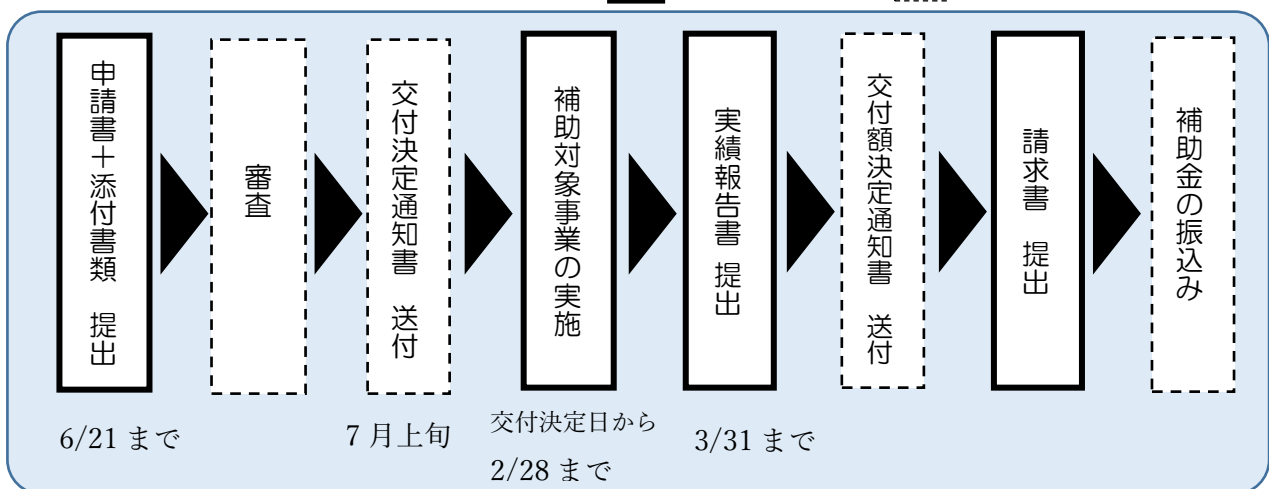 申請書＋添付書類　提出
審査
交付決定通知書　送付
補助対象事業の実施
実績報告書 提出
交付額決定通知書　送付
請求書　提出
補助金の振込み
6/21 まで
7 月上旬
交付決定日から
2/28 まで
3/31 まで